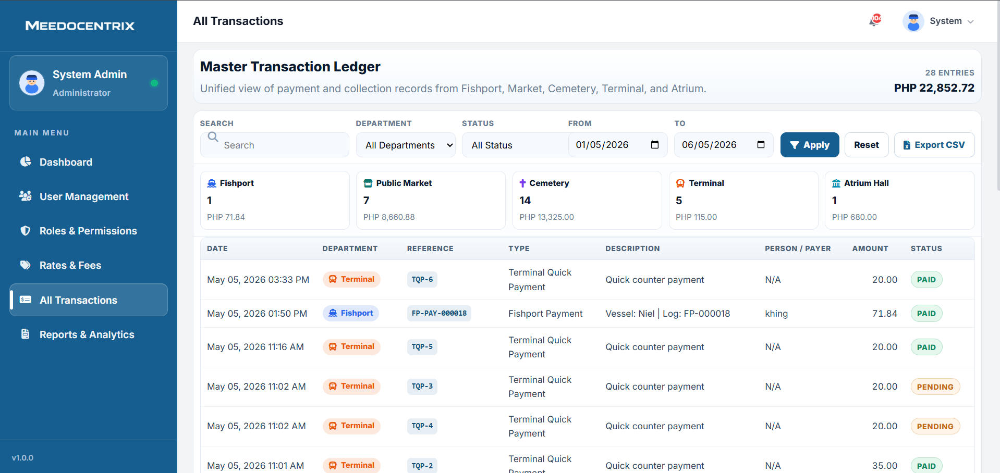 MEEDOCENTRIX
System Admin
Administrator
MAIN MENU
Dashboard
User Management
Roles & Permissions
Rates & Fees
All Transactions
Reports & Analytics
v1.0.0
All Transactions
104
System
Master Transaction Ledger
Unified view of payment and collection records from Fishport, Market, Cemetery, Terminal, and Atrium.
28 ENTRIES
PHP 22,852.72
SEARCH DEPARTMENT STATUS FROM TO
Search All Departments All Status 01/05/2026 06/05/2026 Apply Reset Export CSV
Fishport Public Market Cemetery Terminal Atrium Hall
1 7 14 5 1
PHP 71.84 PHP 8,660.88 PHP 13,325.00 PHP 115.00 PHP 680.00
DATE DEPARTMENT REFERENCE TYPE DESCRIPTION PERSON / PAYER AMOUNT STATUS
May 05, 2026 03:33 PM Terminal TQP-6 Terminal Quick Payment Quick counter payment N/A 20.00 PAID
May 05, 2026 01:50 PM Fishport FP-PAY-000018 Fishport Payment Vessel: Niel | Log: FP-000018 khing 71.84 PAID
May 05, 2026 11:16 AM Terminal TQP-5 Terminal Quick Payment Quick counter payment N/A 20.00 PAID
May 05, 2026 11:02 AM Terminal TQP-3 Terminal Quick Payment Quick counter payment N/A 20.00 PENDING
May 05, 2026 11:02 AM Terminal TQP-4 Terminal Quick Payment Quick counter payment N/A 20.00 PENDING
May 05, 2026 11:01 AM Terminal TQP-2 Terminal Quick Payment Quick counter payment N/A 35.00 PAID